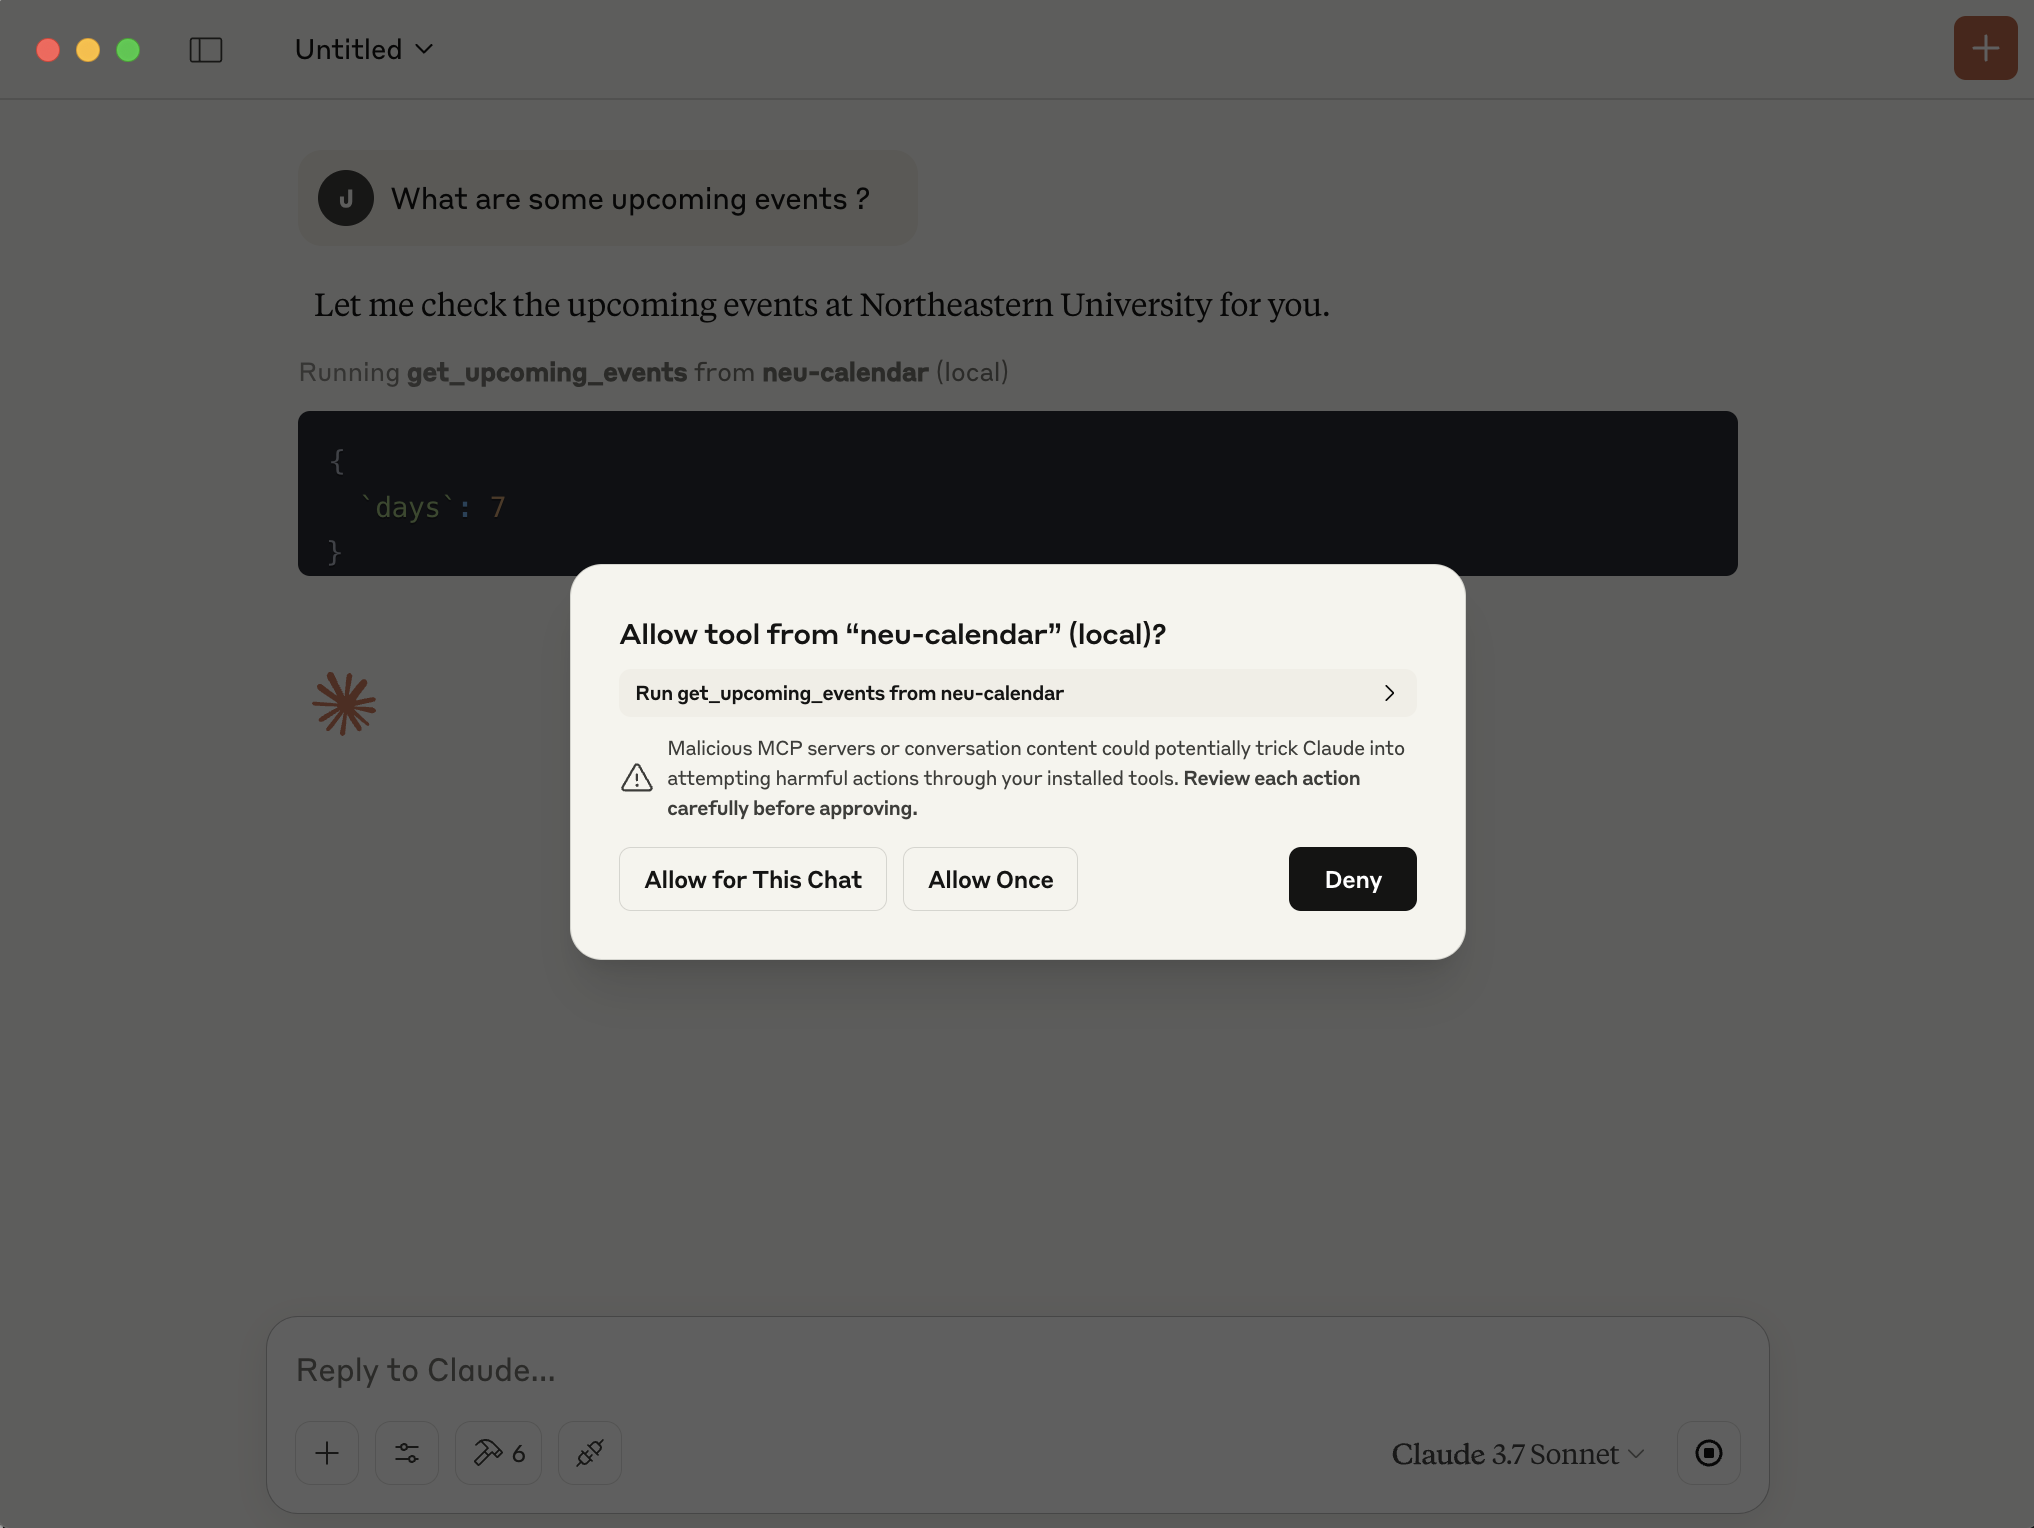 Untitled
J
What are some upcoming events ?
Let me check the upcoming events at Northeastern University for you.
Running get_upcoming_events from neu-calendar (local)
{
`days`: 7
}
Allow tool from “neu-calendar” (local)?
Run get_upcoming_events from neu-calendar
Malicious MCP servers or conversation content could potentially trick Claude into
attempting harmful actions through your installed tools. Review each action
carefully before approving.
Allow for This Chat
Allow Once
Deny
Reply to Claude...
6
Claude 3.7 Sonnet